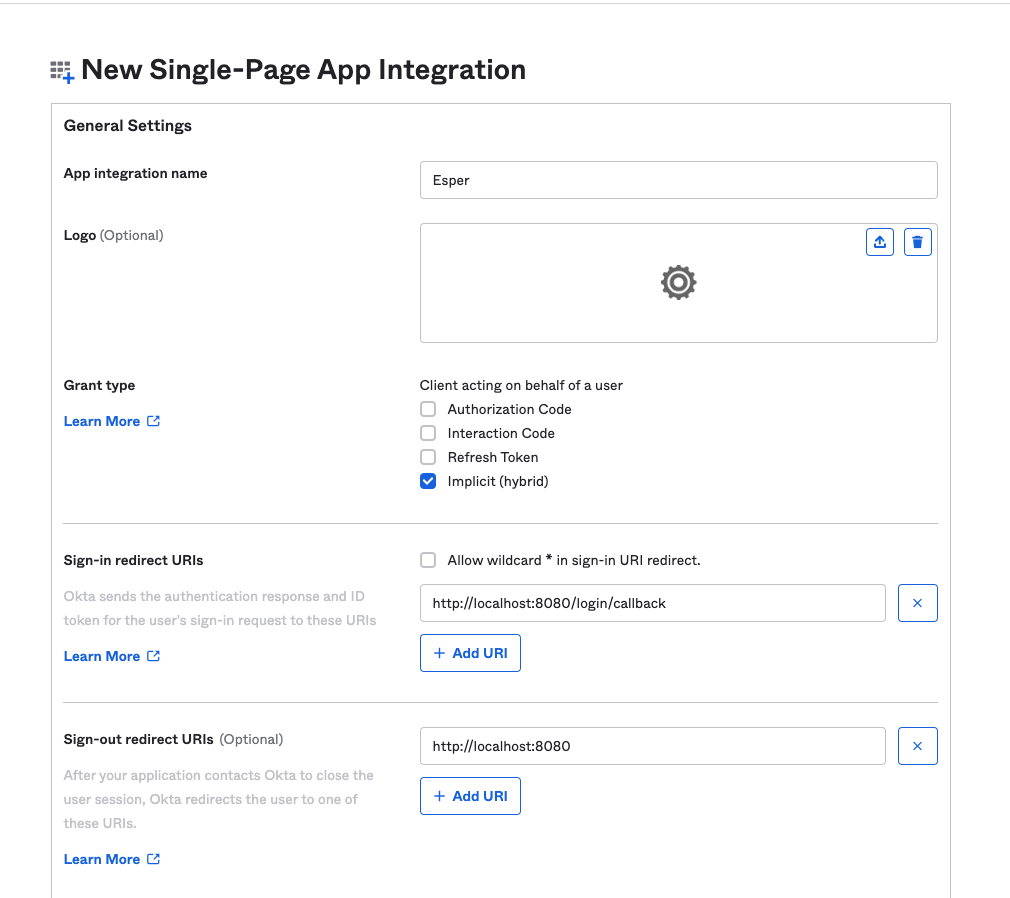 New Single-Page App Integration
General Settings
App integration name
Esper
Logo (Optional)
Grant type
Learn More
Client acting on behalf of a user
Authorization Code
Interaction Code
Refresh Token
Implicit (hybrid)
Sign-in redirect URIs
Okta sends the authentication response and ID
token for the user's sign-in request to these URIs
Learn More
Allow wildcard * in sign-in URI redirect.
http://localhost:8080/login/callback
+ Add URI
Sign-out redirect URIs (Optional)
After your application contacts Okta to close the
user session, Okta redirects the user to one of
these URIs.
Learn More
http://localhost:8080
+ Add URI